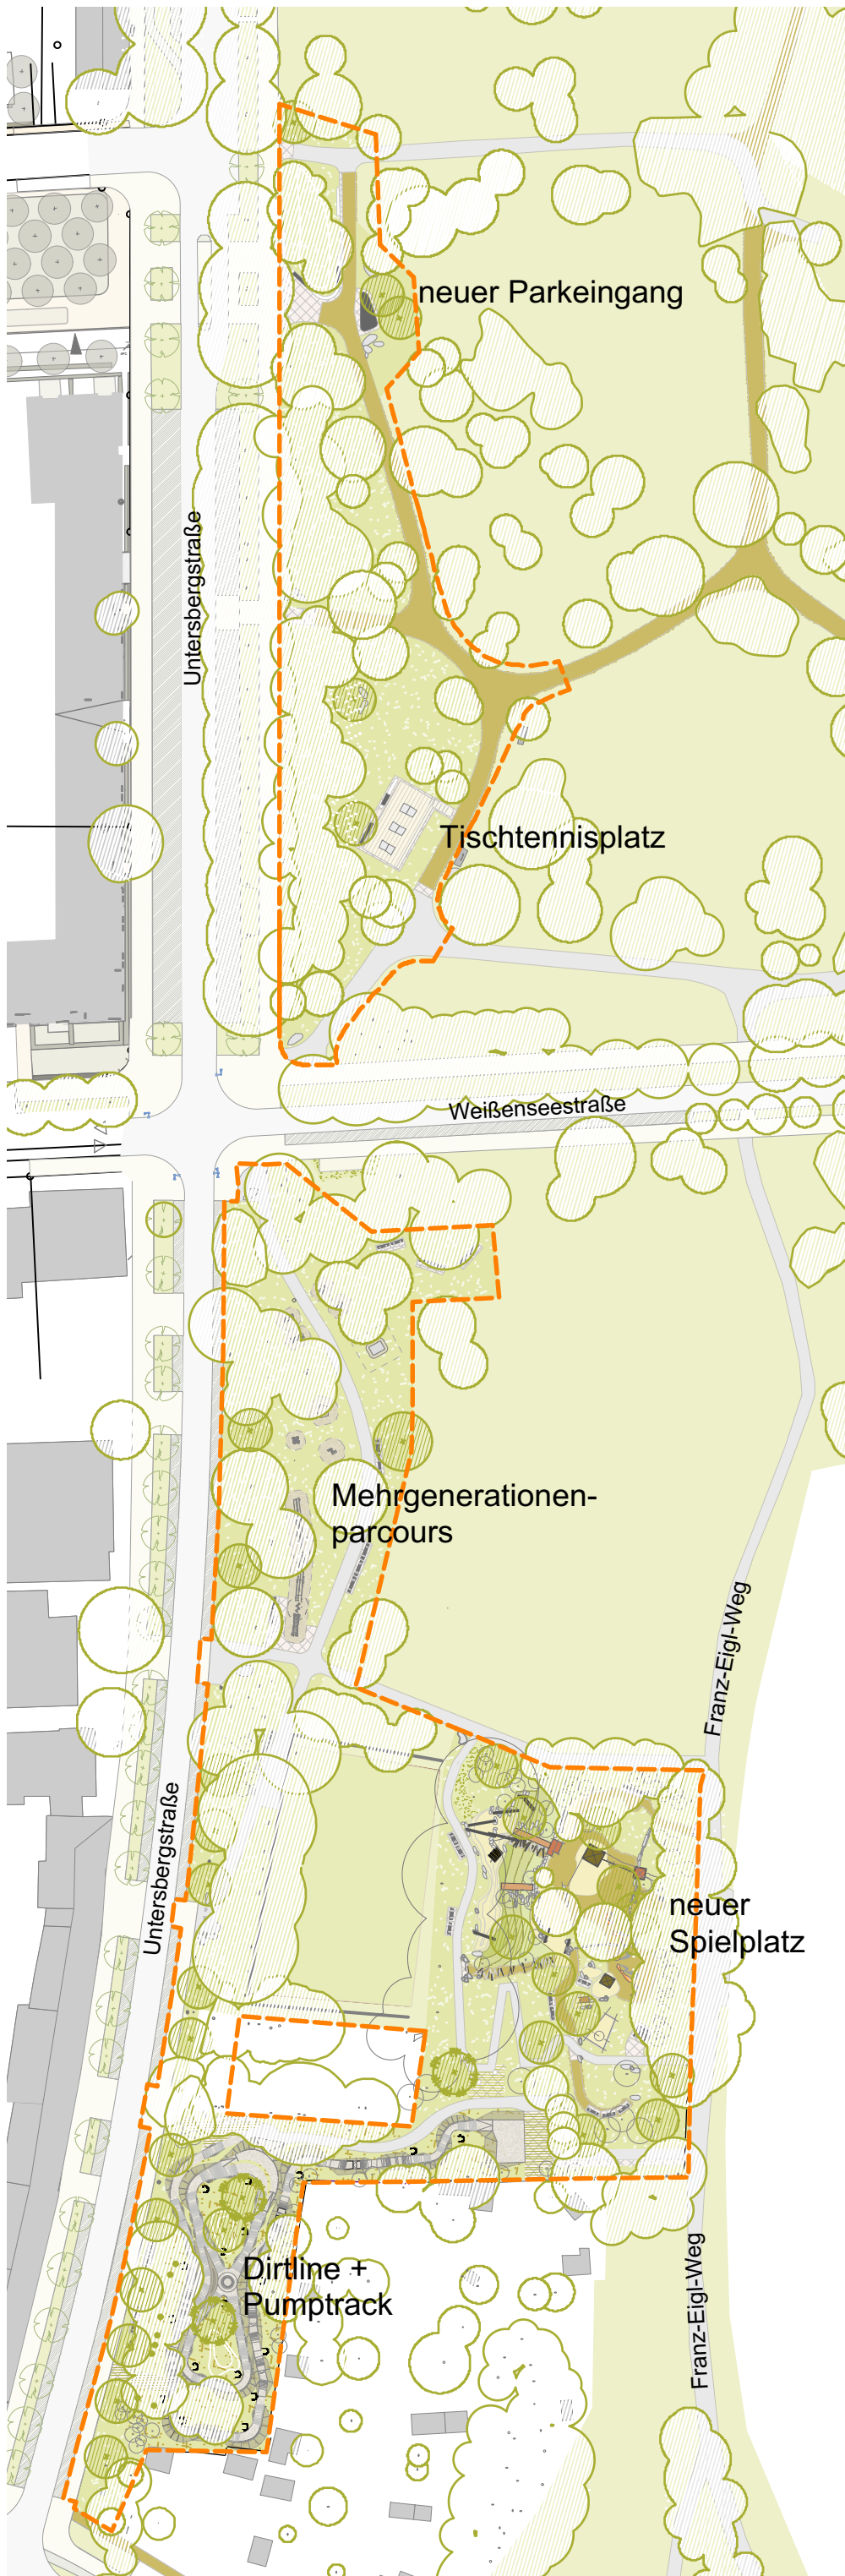 neuer Parkeingang
Untersbergstraße
Tischtennisplatz
Weißenseestraße
Mehrgenerationen-
parcours
Franz-Eigl-Weg
Untersbergstraße
neuer
Spielplatz
Dirtline +
Pumptrack
Franz-Eigl-Weg